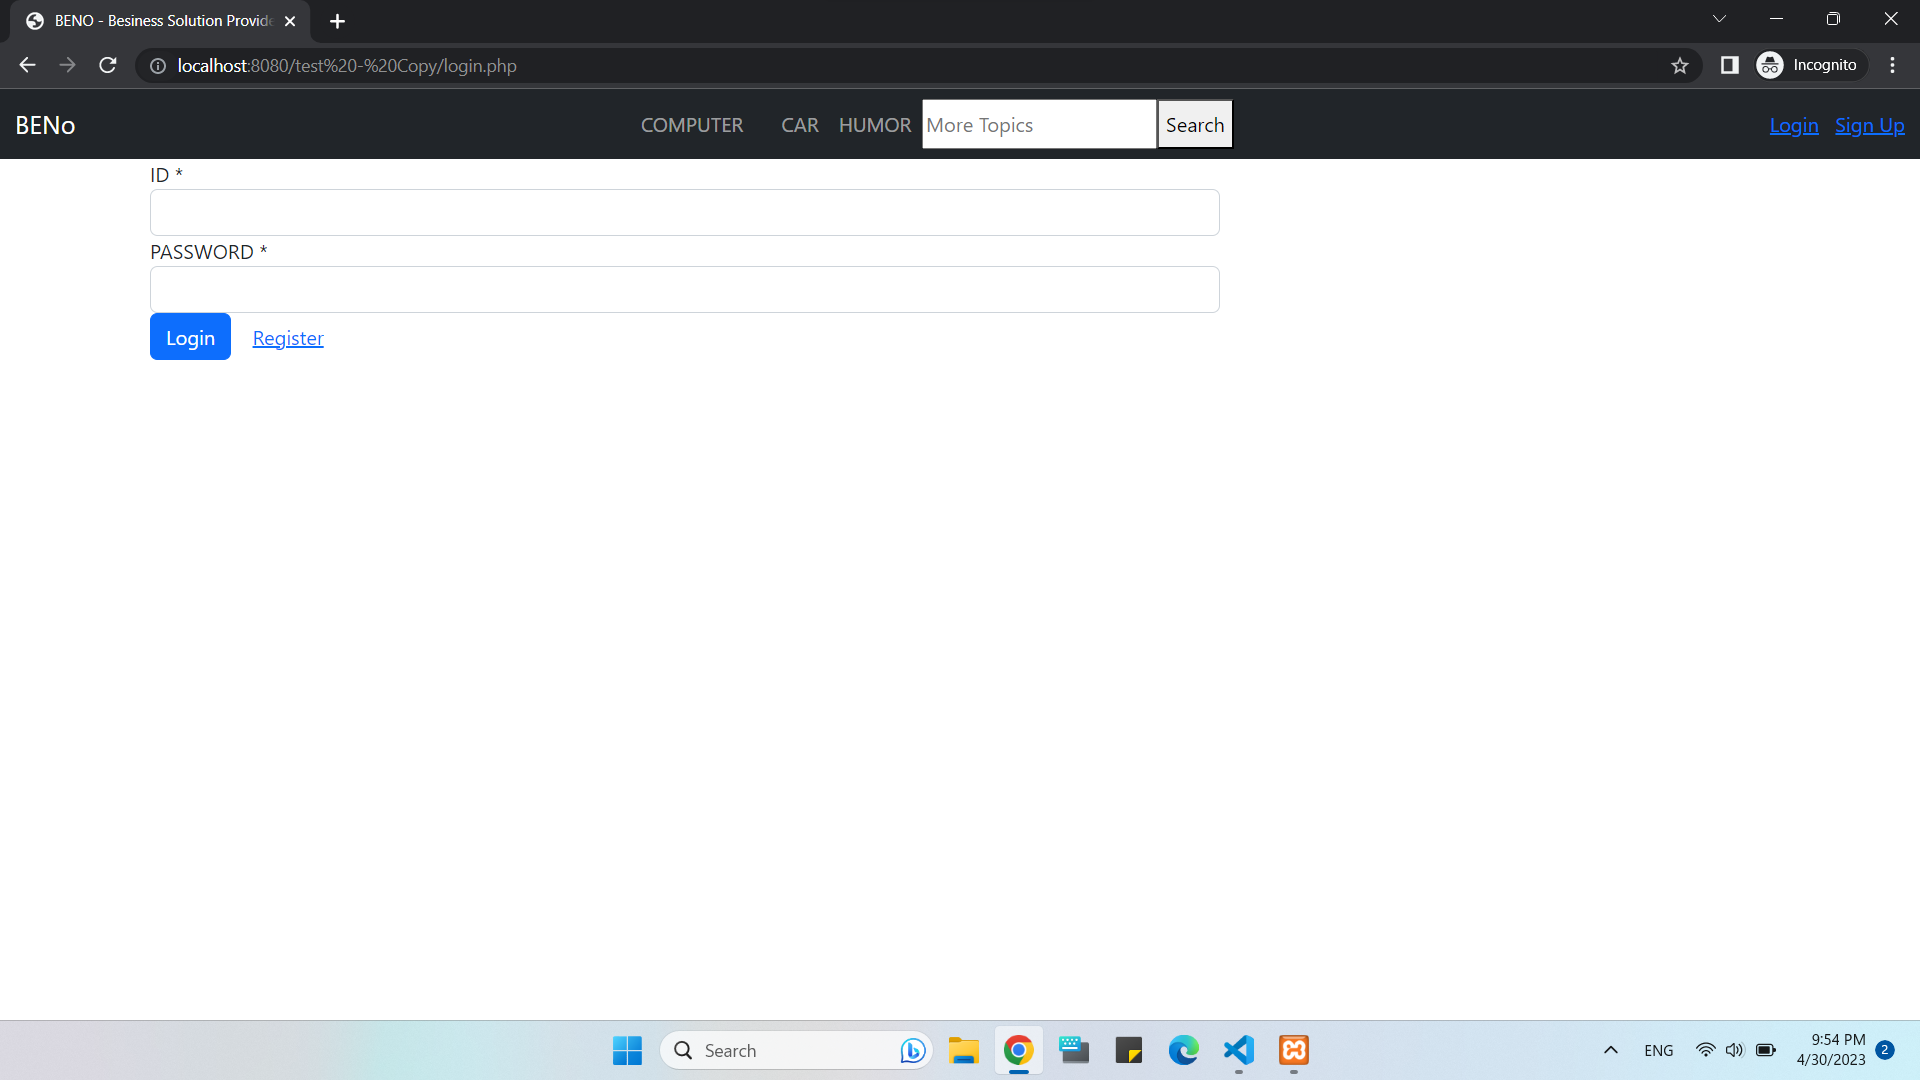 BENO - Besiness Solution Provide
localhost:8080/test%20-%20Copy/login.php
Incognito
BENo
COMPUTER CAR HUMOR More Topics Search
Login Sign Up
ID *
PASSWORD *
Login Register
Search
ENG
9:54 PM
4/30/2023
2